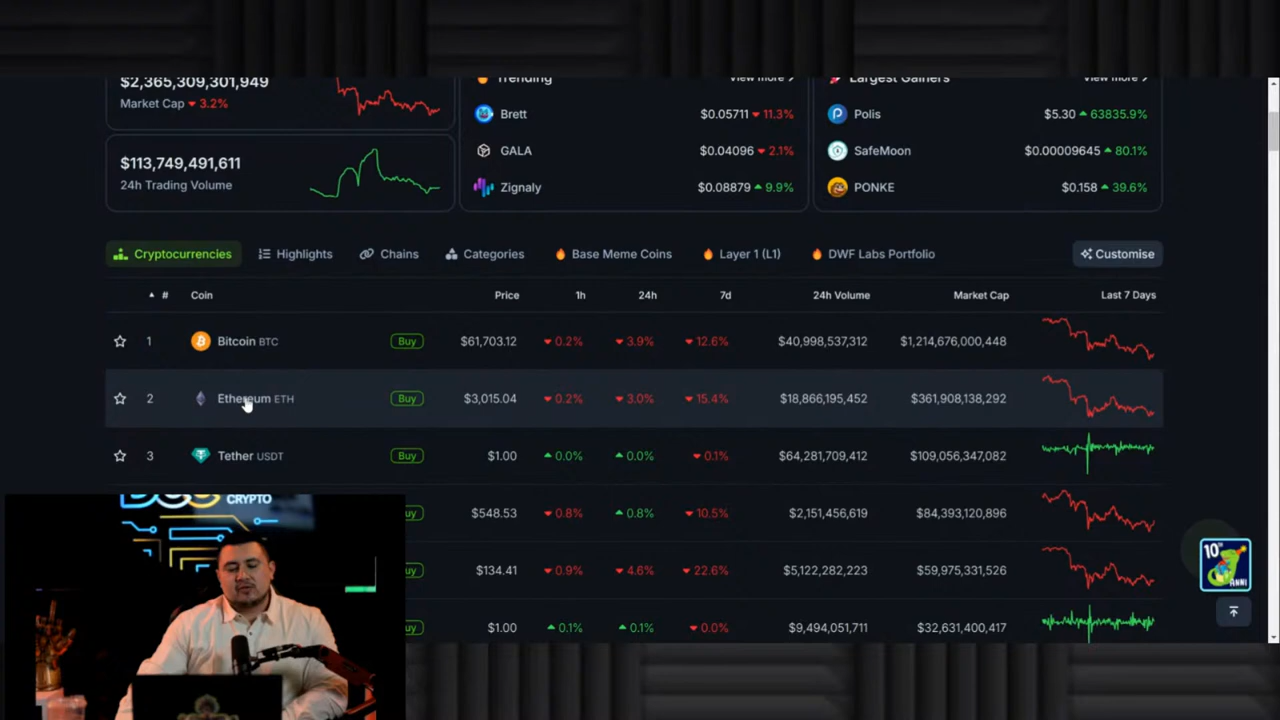 $2,365,309,301,949
Market Cap ▼ 3.2%
$113,749,491,611
24h Trading Volume
Trending View more >
Brett $0.05711 ▼ 11.3%
GALA $0.04096 ▼ 2.1%
Zignaly $0.08879 ▲ 9.9%
Largest Gainers View more >
Polis $5.30 ▲ 63835.9%
SafeMoon $0.00009645 ▲ 80.1%
PONKE $0.158 ▲ 39.6%
Cryptocurrencies Highlights Chains Categories Base Meme Coins Layer 1 (L1) DWF Labs Portfolio Customise
# Coin Price 1h 24h 7d 24h Volume Market Cap Last 7 Days
1 Bitcoin BTC Buy $61,703.12 ▼ 0.2% ▼ 3.9% ▼ 12.6% $40,998,537,312 $1,214,676,000,448
2 Ethereum ETH Buy $3,015.04 ▼ 0.2% ▼ 3.0% ▼ 15.4% $18,866,195,452 $361,908,138,292
3 Tether USDT Buy $1.00 ▲ 0.0% ▲ 0.0% ▼ 0.1% $64,281,709,412 $109,056,347,082
uy $548.53 ▼ 0.8% ▲ 0.8% ▼ 10.5% $2,151,456,619 $84,393,120,896
uy $134.41 ▼ 0.9% ▼ 4.6% ▼ 22.6% $5,122,282,223 $59,975,331,526
uy $1.00 ▲ 0.1% ▲ 0.1% ▼ 0.0% $9,494,051,711 $32,631,400,417
CRYPTO
10TH
ANNI